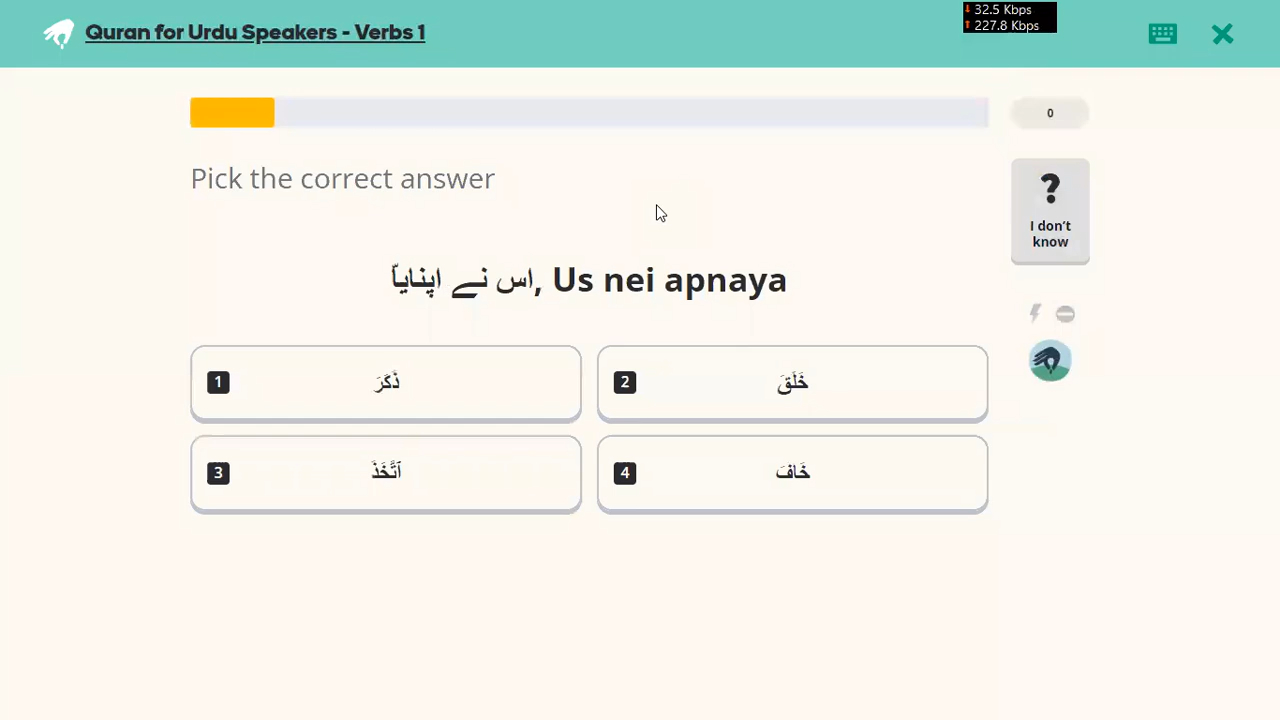 Quran for Urdu Speakers - Verbs 1
32.5 Kbps
227.8 Kbps
0
Pick the correct answer
?
I don't
know
اس نے اپنایاّ, Us nei apnaya
1 ذَكَرَ
2 خَلَقَ
3 ٱتَّخَذَ
4 خَافَ